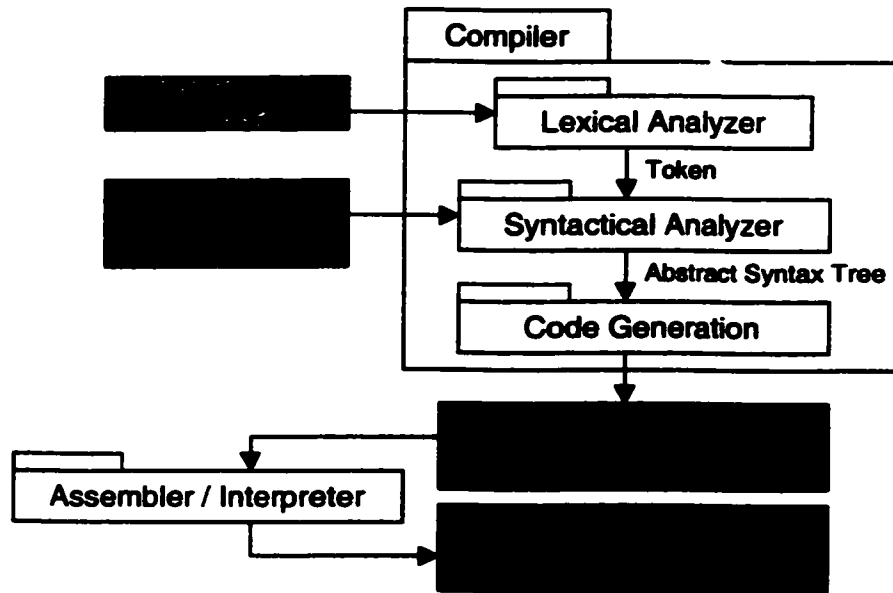 Compiler
Lexical Analyzer
Token
Syntactical Analyzer
Abstract Syntax Tree
Code Generation
Assembler / Interpreter